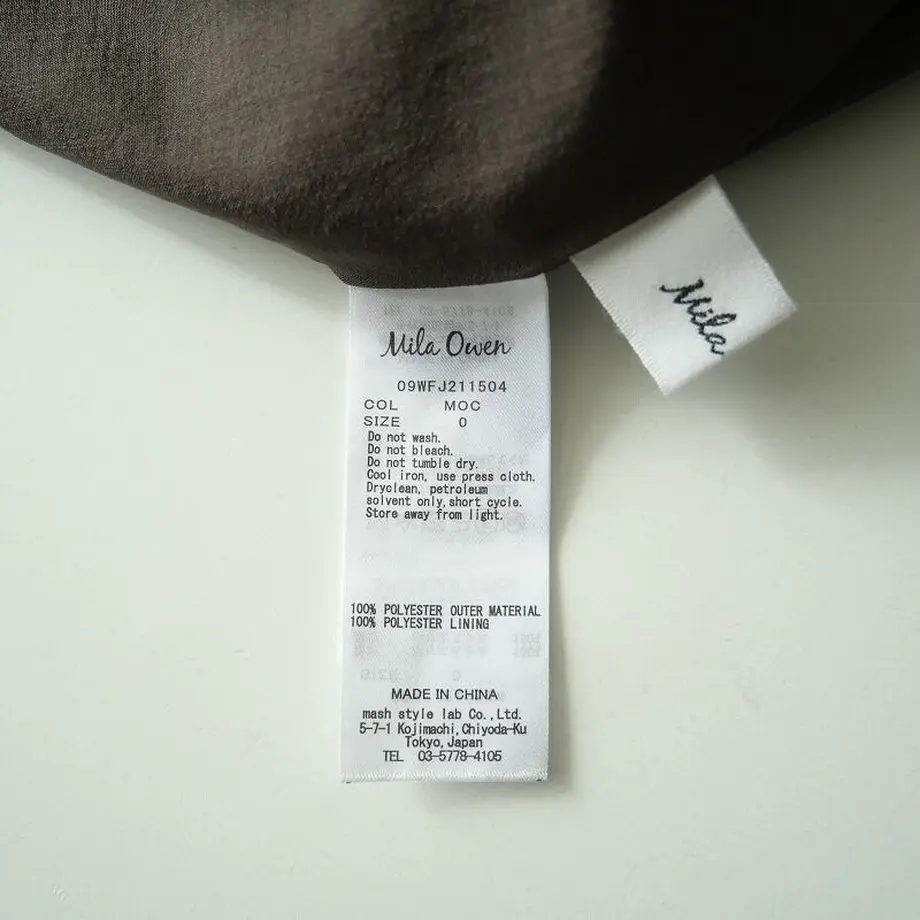 Mila Owen
09WFJ211504
COL MOC
SIZE 0
Do not wash.
Do not bleach.
Do not tumble dry.
Cool iron, use press cloth.
Dryclean, petroleum
solvent only,short cycle.
Store away from light.
100% POLYESTER OUTER MATERIAL
100% POLYESTER LINING
MADE IN CHINA
mash style lab Co.,Ltd.
5-7-1 Kojimachi,Chiyoda-Ku
Tokyo,Japan
TEL 03-5778-4105
Mila